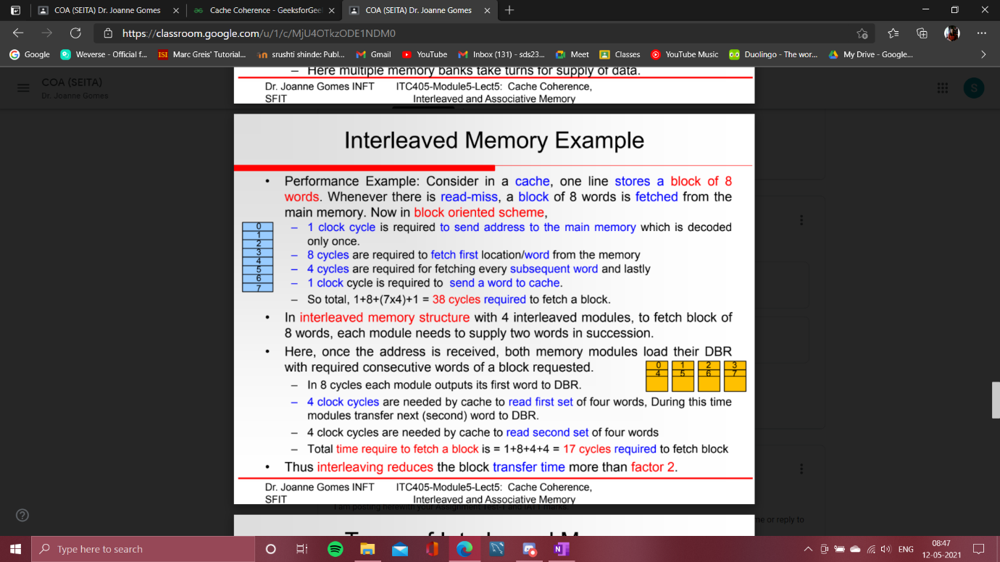 COA (SEITA) Dr. Joanne Gomes
Cache Coherence - GeeksforGee
COA (SEITA) Dr. Joanne Gomes
https://classroom.google.com/u/1/c/MjU4OTkzODE1NDM0
Google
Weverse - Official f...
ISI Marc Greis' Tutorial...
srushti shinde: Publ...
Gmail
YouTube
Inbox (131) - sds23...
Meet
Classes
YouTube Music
Duolingo - The wor...
My Drive - Google...
COA (SEITA)
Dr. Joanne Gomes
S
– Here multiple memory banks take turns for supply of data.
Dr. Joanne Gomes INFT ITC405-Module5-Lect5: Cache Coherence,
SFIT Interleaved and Associative Memory
Interleaved Memory Example
• Performance Example: Consider in a cache, one line stores a block of 8
words. Whenever there is read-miss, a block of 8 words is fetched from the
main memory. Now in block oriented scheme,
0
1
2
3
4
5
6
7
– 1 clock cycle is required to send address to the main memory which is decoded
only once.
– 8 cycles are required to fetch first location/word from the memory
– 4 cycles are required for fetching every subsequent word and lastly
– 1 clock cycle is required to send a word to cache.
– So total, 1+8+(7x4)+1 = 38 cycles required to fetch a block.
• In interleaved memory structure with 4 interleaved modules, to fetch block of
8 words, each module needs to supply two words in succession.
• Here, once the address is received, both memory modules load their DBR
with required consecutive words of a block requested.
0 1 2 3
4 5 6 7
– In 8 cycles each module outputs its first word to DBR.
– 4 clock cycles are needed by cache to read first set of four words, During this time
modules transfer next (second) word to DBR.
– 4 clock cycles are needed by cache to read second set of four words
– Total time require to fetch a block is = 1+8+4+4 = 17 cycles required to fetch block
• Thus interleaving reduces the block transfer time more than factor 2.
Dr. Joanne Gomes INFT ITC405-Module5-Lect5: Cache Coherence,
SFIT Interleaved and Associative Memory
I am posting herewith your Assignment Test-1 and IAT1 marks.
me or reply to
Type here to search
ENG
08:47
12-05-2021